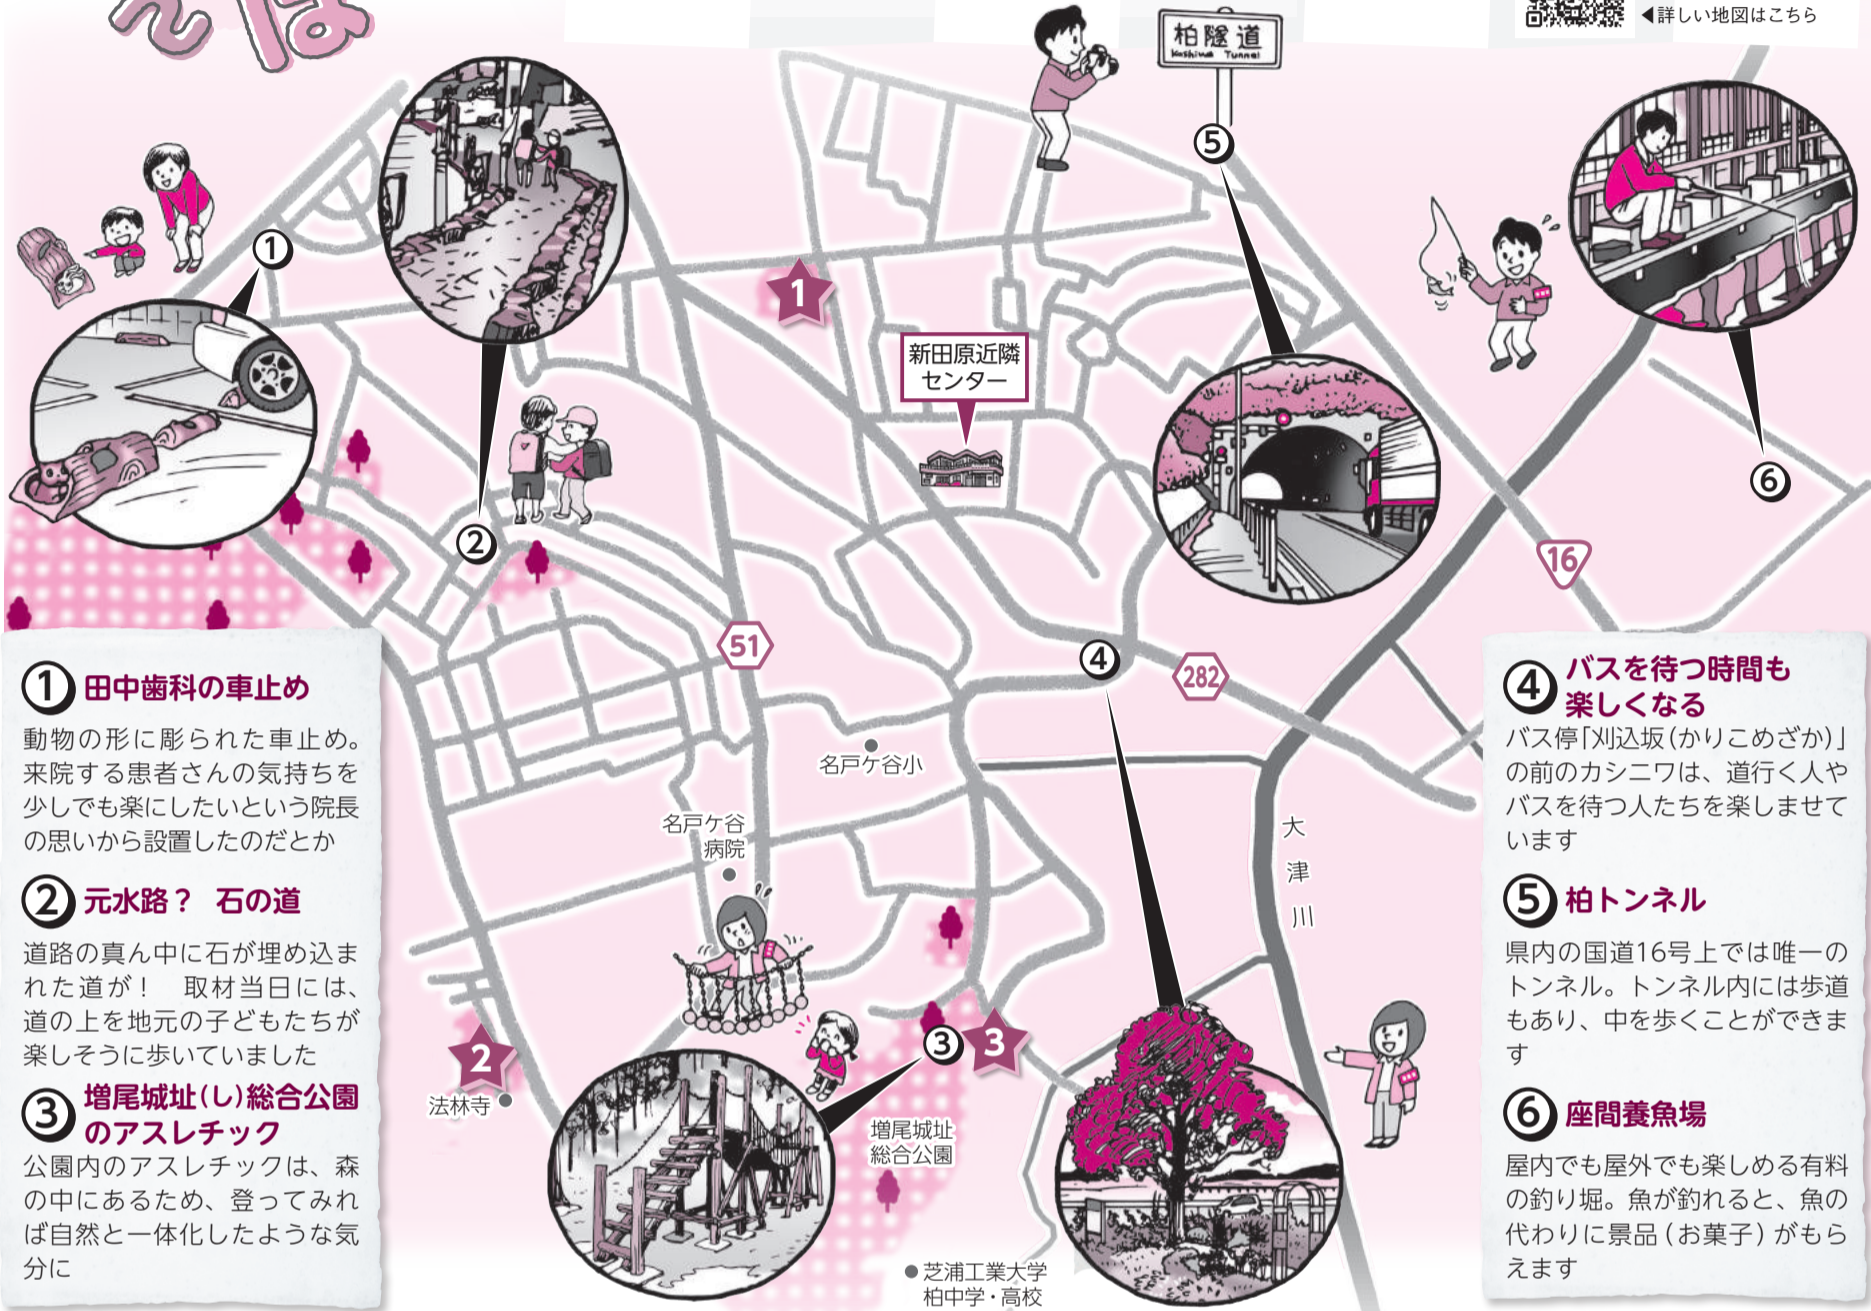 そば
◀詳しい地図はこちら
柏隧道
Kashiwa Tunnel
⑤
①
1
新田原近隣
センター
⑥
②
16
51
④
282
名戸ケ谷小
名戸ケ谷
病院
大津川
③
3
2
法林寺
増尾城址
総合公園
芝浦工業大学
柏中学・高校
① 田中歯科の車止め
動物の形に彫られた車止め。
来院する患者さんの気持ちを
少しでも楽にしたいという院長
の思いから設置したのだとか
② 元水路？　石の道
道路の真ん中に石が埋め込ま
れた道が！　取材当日には、
道の上を地元の子どもたちが
楽しそうに歩いていました
③ 増尾城址(し)総合公園
のアスレチック
公園内のアスレチックは、森
の中にあるため、登ってみれ
ば自然と一体化したような気
分に
④ バスを待つ時間も
楽しくなる
バス停「刈込坂(かりこめざか)」
の前のカシニワは、道行く人や
バスを待つ人たちを楽しませて
います
⑤ 柏トンネル
県内の国道16号上では唯一の
トンネル。トンネル内には歩道
もあり、中を歩くことができま
す
⑥ 座間養魚場
屋内でも屋外でも楽しめる有料
の釣り堀。魚が釣れると、魚の
代わりに景品(お菓子)がもら
えます